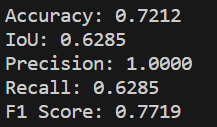 Accuracy: 0.7212
IoU: 0.6285
Precision: 1.0000
Recall: 0.6285
F1 Score: 0.7719